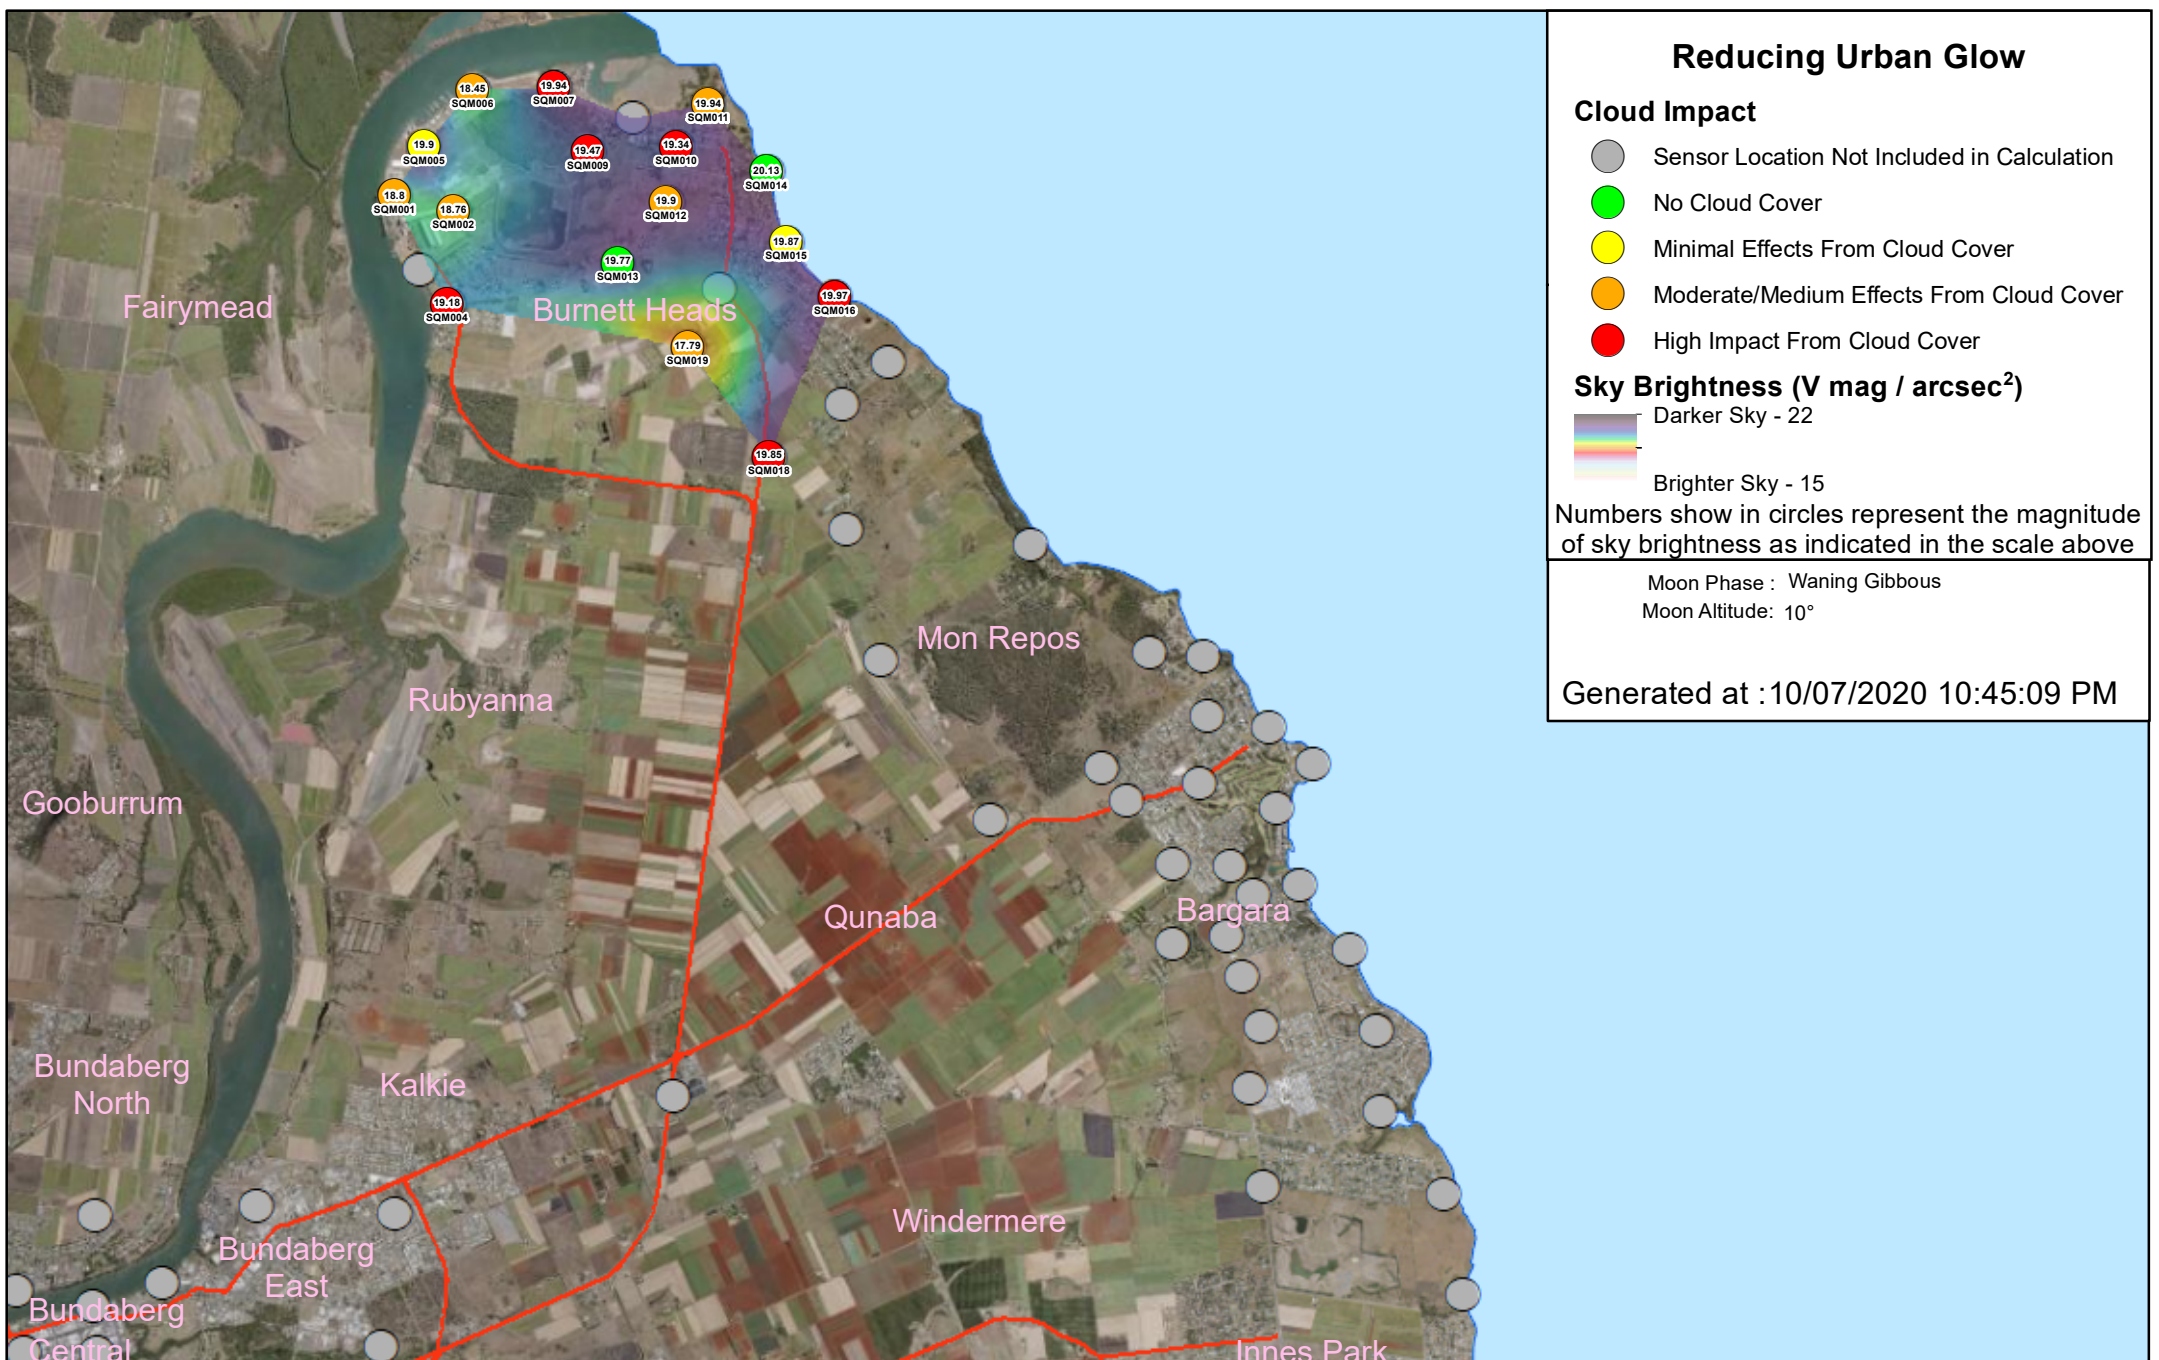 Reducing Urban Glow
Cloud Impact
Sensor Location Not Included in Calculation
No Cloud Cover
Minimal Effects From Cloud Cover
Moderate/Medium Effects From Cloud Cover
High Impact From Cloud Cover
Sky Brightness (V mag / arcsec²)
Darker Sky - 22
Brighter Sky - 15
Numbers show in circles represent the magnitude
of sky brightness as indicated in the scale above
Moon Phase : Waning Gibbous
Moon Altitude: 10°
Generated at :10/07/2020 10:45:09 PM
18.45
SQM006
19.94
SQM007
19.94
SQM011
19.9
SQM005
19.47
SQM009
19.34
SQM010
20.13
SQM014
18.8
SQM001
18.76
SQM002
19.9
SQM012
19.87
SQM015
19.77
SQM013
19.18
SQM004
19.97
SQM016
17.79
SQM019
19.85
SQM018
Fairymead
Burnett Heads
Mon Repos
Rubyanna
Gooburrum
Qunaba
Bargara
Bundaberg
North
Kalkie
Windermere
Bundaberg
East
Bundaberg
Central
Innes Park